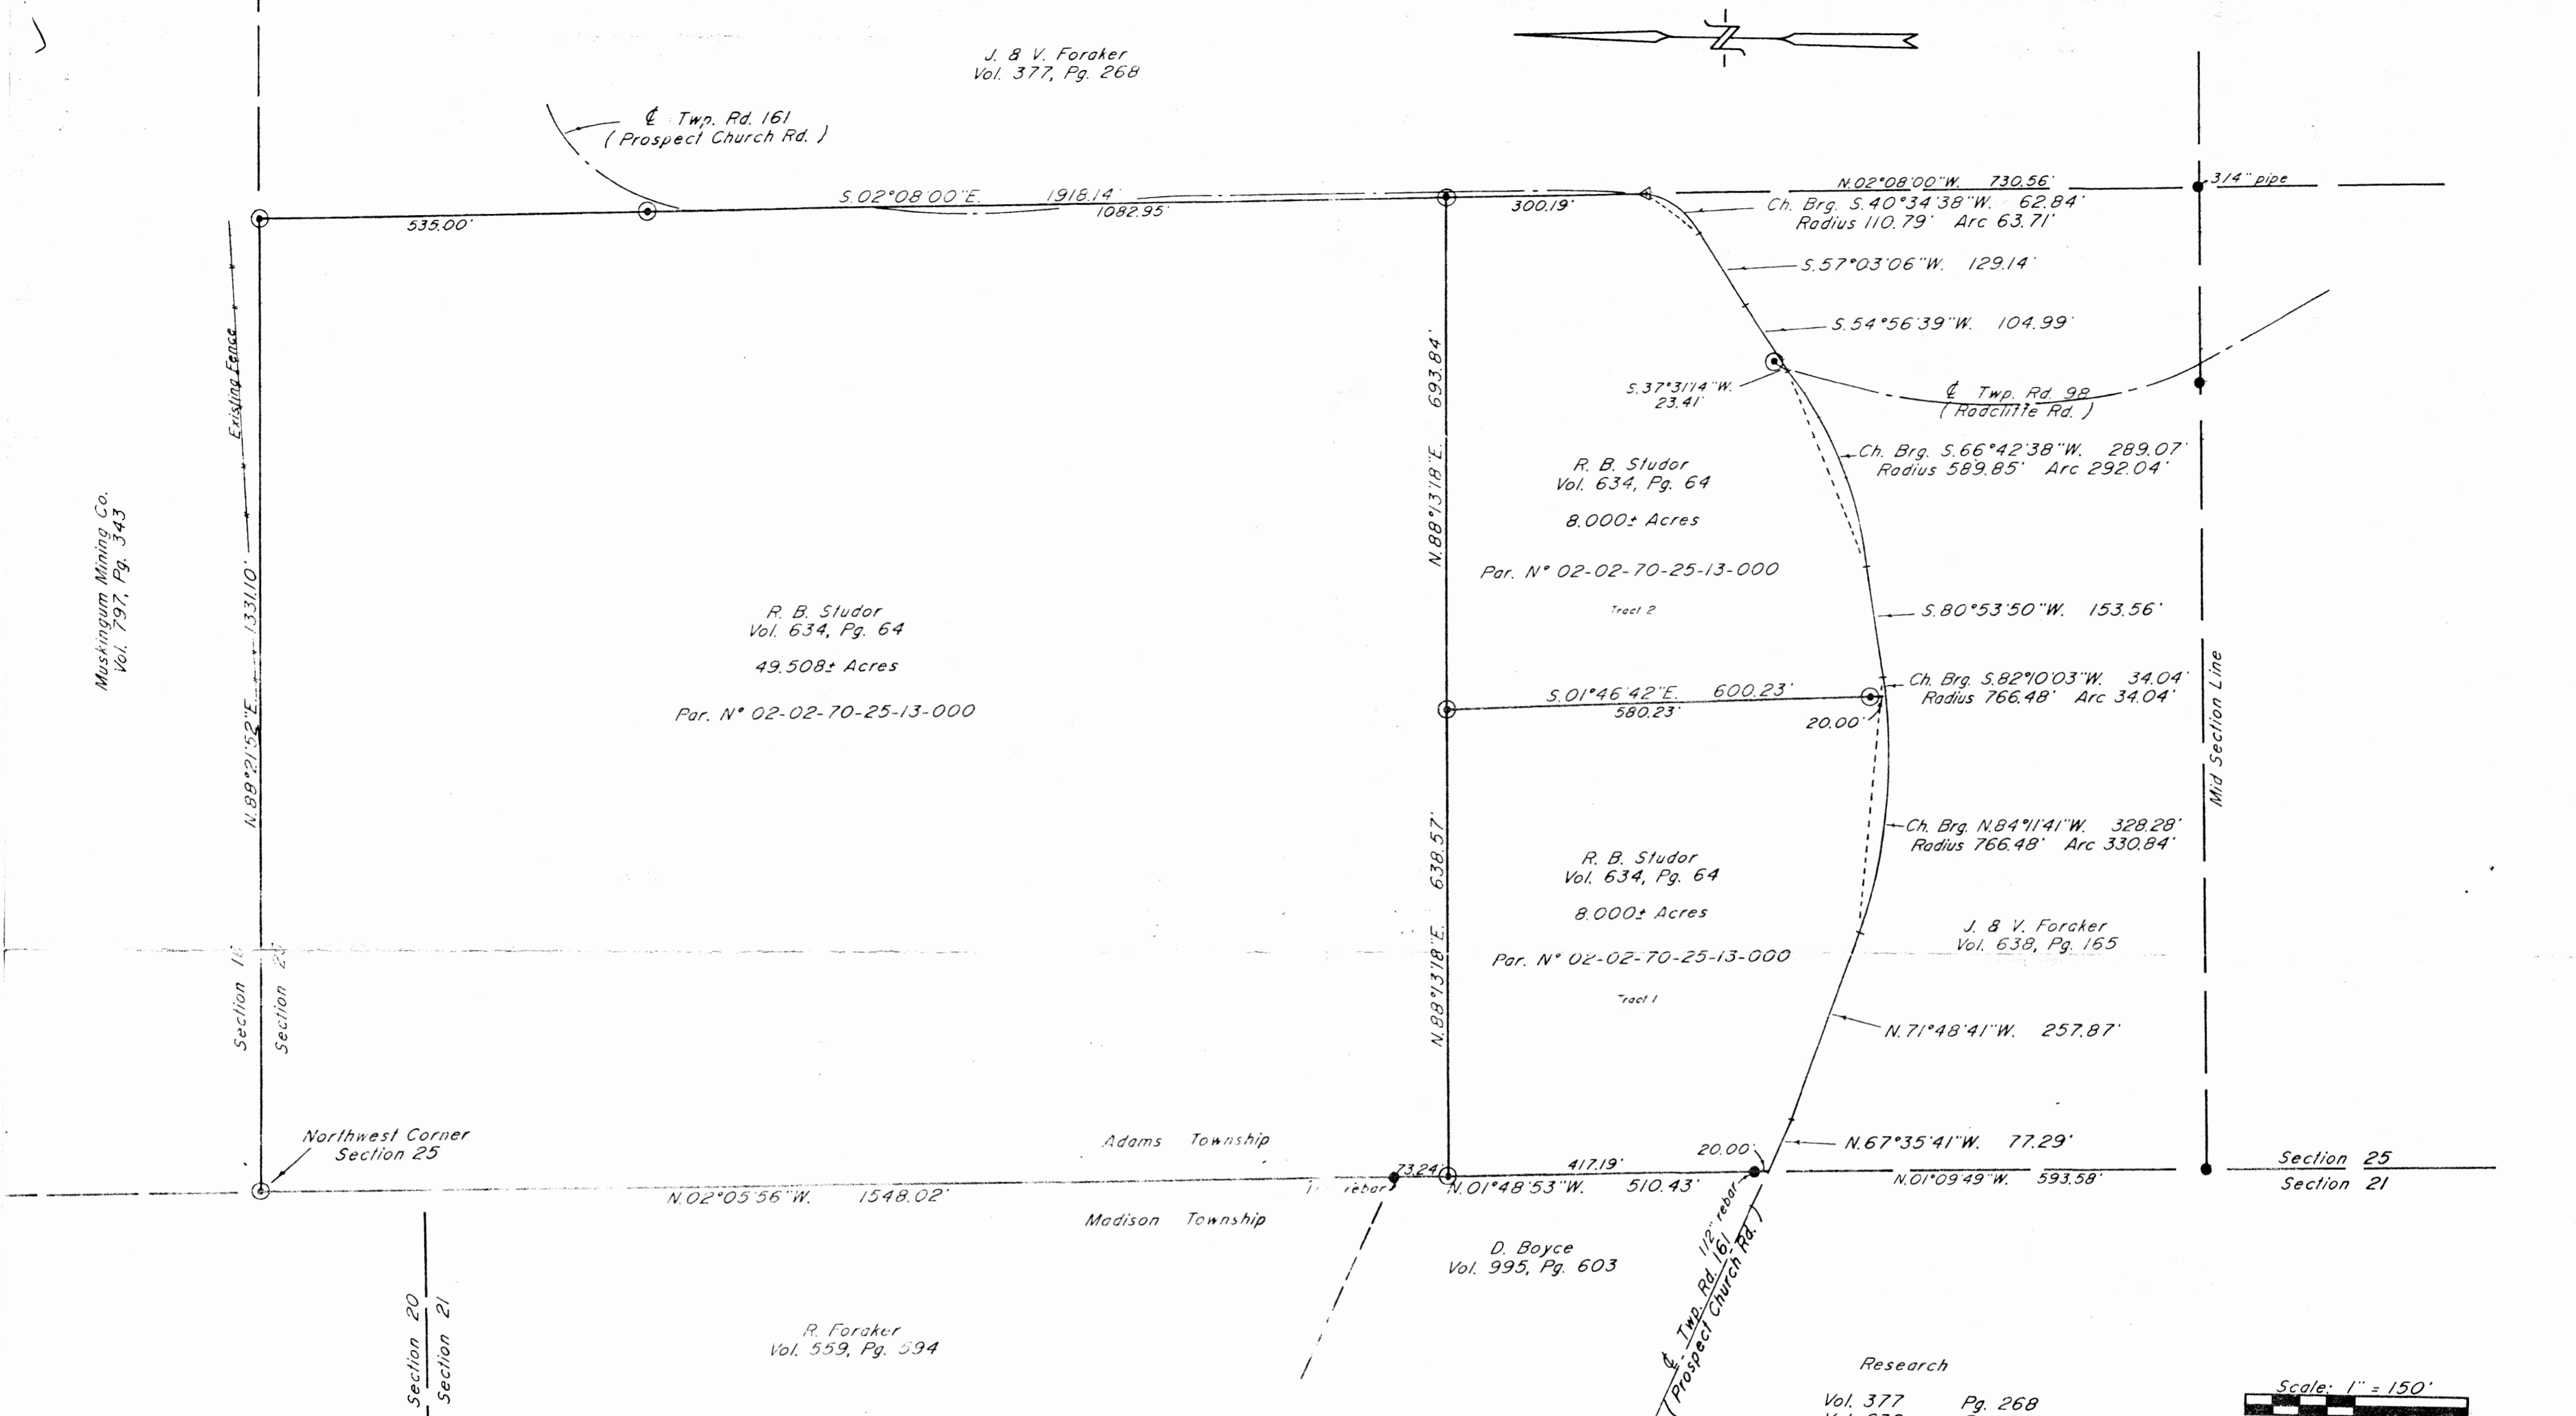 N
J. & V. Foraker
Vol. 377, Pg. 268
℄ Twp. Rd. 161
( Prospect Church Rd. )
S.02°08'00"E. 1918.14'
535.00'
1082.95'
300.19'
N.02°08'00"W. 730.56'
3/4" pipe
Ch. Brg. S.40°34'38"W. 62.84'
Radius 110.79' Arc 63.71'
S.57°03'06"W. 129.14'
S.54°56'39"W. 104.99'
S.37°31'14"W.
23.41'
℄ Twp. Rd. 98
( Radcliffe Rd. )
Ch. Brg. S.66°42'38"W. 289.07'
Radius 589.85' Arc 292.04'
S.80°53'50"W. 153.56'
Ch. Brg. S.82°10'03"W. 34.04'
Radius 766.48' Arc 34.04'
Ch. Brg. N.84°11'41"W. 328.28'
Radius 766.48' Arc 330.84'
N.71°48'41"W. 257.87'
N.67°35'41"W. 77.29'
Mid Section Line
Existing Fence
Muskingum Mining Co.
Vol. 797, Pg. 343
N.88°21'52"E. 1331.10'
Section
Section
R. B. Studor
Vol. 634, Pg. 64
49.508± Acres
Par. N° 02-02-70-25-13-000
N.88°13'18"E. 693.84'
N.88°13'18"E. 638.57'
R. B. Studor
Vol. 634, Pg. 64
8.000± Acres
Par. N° 02-02-70-25-13-000
Tract 2
S.01°46'42"E. 600.23'
580.23'
20.00'
R. B. Studor
Vol. 634, Pg. 64
8.000± Acres
Par. N° 02-02-70-25-13-000
Tract 1
J. & V. Foraker
Vol. 638, Pg. 165
Northwest Corner
Section 25
Adams Township
Madison Township
N.02°05'56"W. 1548.02'
73.24'
rebar
417.19'
20.00'
N.01°48'53"W. 510.43'
N.01°09'49"W. 593.58'
Section 25
Section 21
1/2" rebar
℄ Twp. Rd. 161
( Prospect Church Rd. )
D. Boyce
Vol. 995, Pg. 603
Section 20
Section 21
R. Foraker
Vol. 559, Pg. 594
Research
Vol. 377 Pg. 268
Scale: 1" = 150'